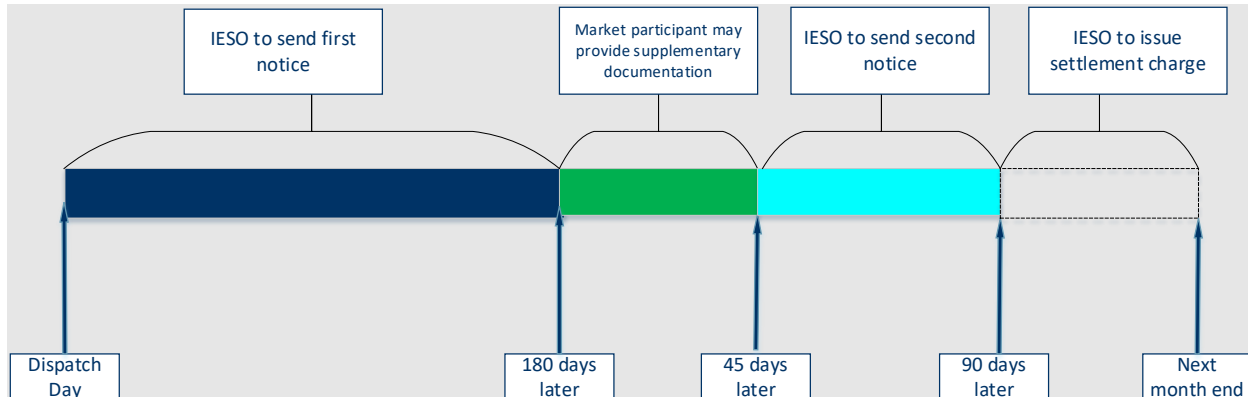 IESO to send first
notice
Market participant may
provide supplementary
documentation
IESO to send second
notice
IESO to issue
settlement charge
Dispatch
Day
180 days
later
45 days
later
90 days
later
Next
month end